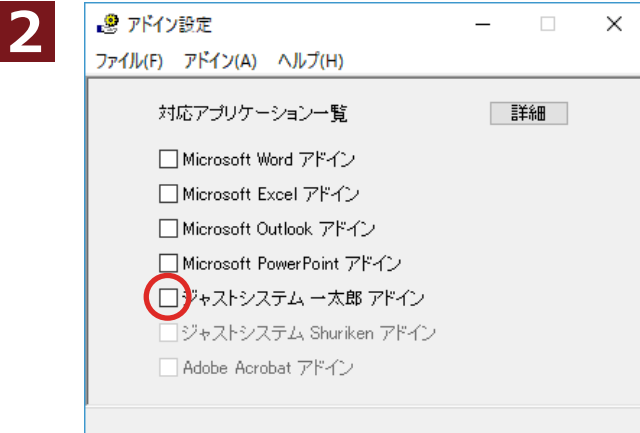 2
アドイン設定
ファイル(F) アドイン(A) ヘルプ(H)
対応アプリケーション一覧 詳細
Microsoft Word アドイン
Microsoft Excel アドイン
Microsoft Outlook アドイン
Microsoft PowerPoint アドイン
ジャストシステム 一太郎 アドイン
ジャストシステム Shuriken アドイン
Adobe Acrobat アドイン